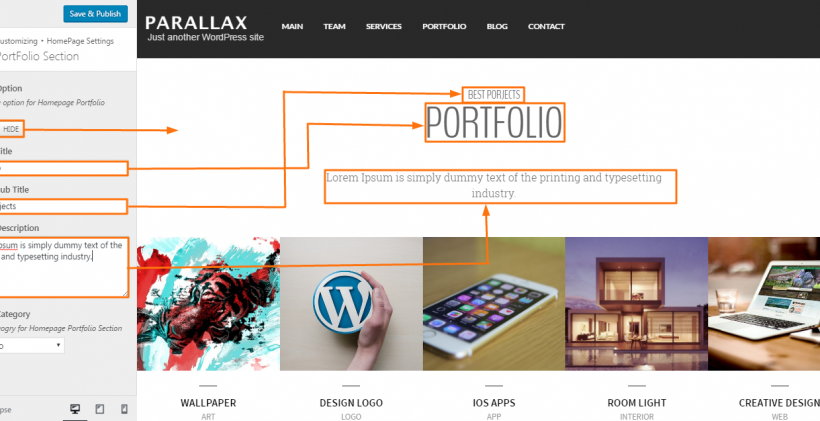 Save & Publish
ustomizing ▸ HomePage Settings
PortFolio Section
Option
option for Homepage Portfolio
HIDE
Title
ub Title
jects
Description
psum is simply dummy text of the
and typesetting industry.
Category
ogry for Homepage Portfolio Section
o
pse
PARALLAX
Just another WordPress site
MAIN TEAM SERVICES PORTFOLIO BLOG CONTACT
BEST PORJECTS
PORTFOLIO
Lorem Ipsum is simply dummy text of the printing and typesetting
industry.
WALLPAPER
ART
DESIGN LOGO
LOGO
IOS APPS
APP
ROOM LIGHT
INTERIOR
CREATIVE DESIGN
WEB